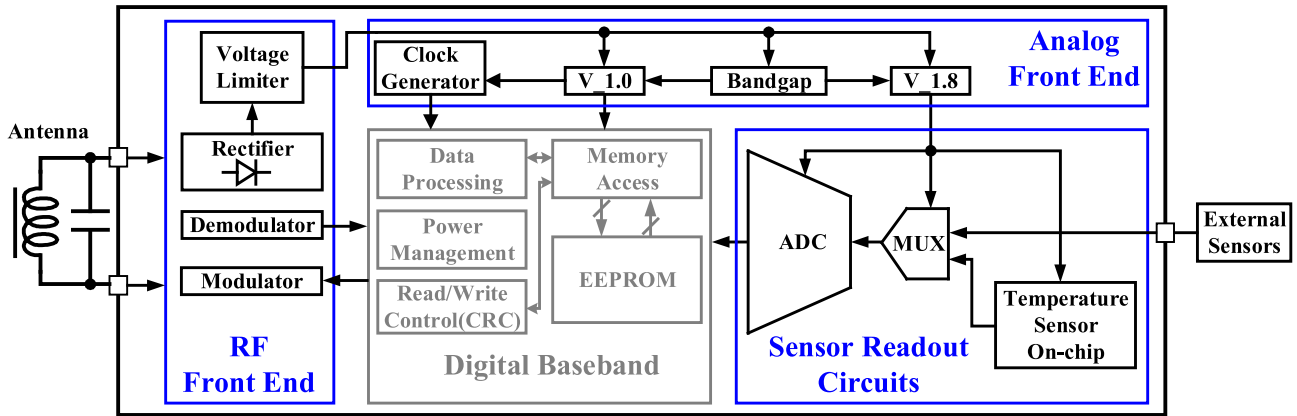 Antenna
Voltage
Limiter
Rectifier
Demodulator
Modulator
RF
Front End
Clock
Generator
V_1.0
Bandgap
V_1.8
Analog
Front End
Data
Processing
Memory
Access
Power
Management
EEPROM
Read/Write
Control(CRC)
Digital Baseband
ADC
MUX
Temperature
Sensor
On-chip
Sensor Readout
Circuits
External
Sensors